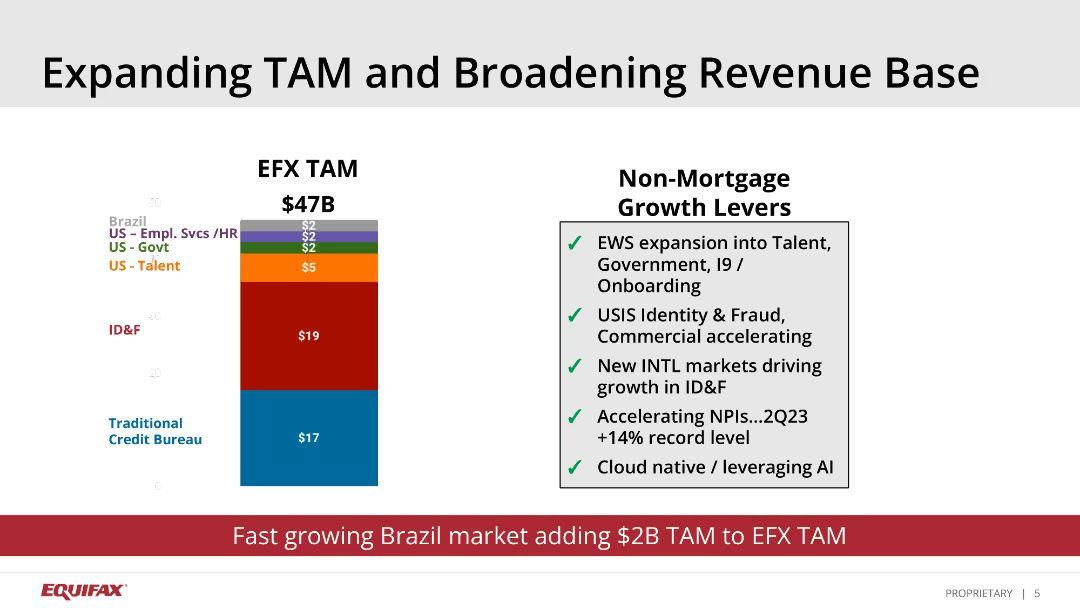 Expanding TAM and Broadening Revenue Base
EFX TAM
$47B
Brazil
$2
US – Empl. Svcs /HR
$2
US - Govt
$2
US - Talent
$5
ID&F
$19
20
Traditional
Credit Bureau
$17
0
Non-Mortgage
Growth Levers
✓ EWS expansion into Talent,
Government, I9 /
Onboarding
✓ USIS Identity & Fraud,
Commercial accelerating
✓ New INTL markets driving
growth in ID&F
✓ Accelerating NPIs...2Q23
+14% record level
✓ Cloud native / leveraging AI
Fast growing Brazil market adding $2B TAM to EFX TAM
EQUIFAX
PROPRIETARY | 5